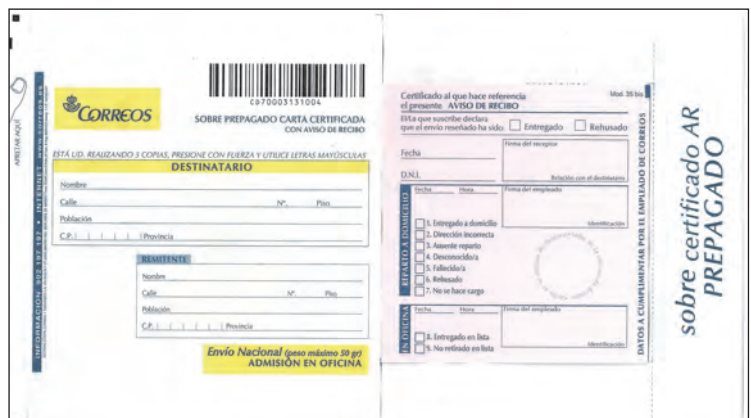 APRETAR AQUÍ
INFORMACIÓN 902 197 197 • INTERNET www.correos.es
CORREOS
CD70003131004
SOBRE PREPAGADO CARTA CERTIFICADA
CON AVISO DE RECIBO
ESTÁ UD. REALIZANDO 3 COPIAS, PRESIONE CON FUERZA Y UTILICE LETRAS MAYÚSCULAS
DESTINATARIO
Nombre
Calle Nº. Piso
Población
C.P. Provincia
REMITENTE
Nombre
Calle Nº. Piso
Población
C.P. Provincia
Envío Nacional (peso máximo 50 gr)
ADMISIÓN EN OFICINA
Certificado al que hace referencia Mod. 35 bis
el presente AVISO DE RECIBO
El/la que suscribe declara
que el envío reseñado ha sido: Entregado Rehusado
Fecha Firma del receptor
D.N.I. Relación con el destinatario
REPARTO A DOMICILIO
Fecha Hora Firma del empleado
1. Entregado a domicilio Identificación
2. Dirección incorrecta
3. Ausente reparto
4. Desconocido/a
5. Fallecido/a
6. Rehusado
7. No se hace cargo
EN OFICINA
Fecha Hora Firma del empleado
8. Entregado en lista Identificación
9. No retirado en lista
DATOS A CUMPLIMENTAR POR EL EMPLEADO DE CORREOS
sobre certificado AR
PREPAGADO